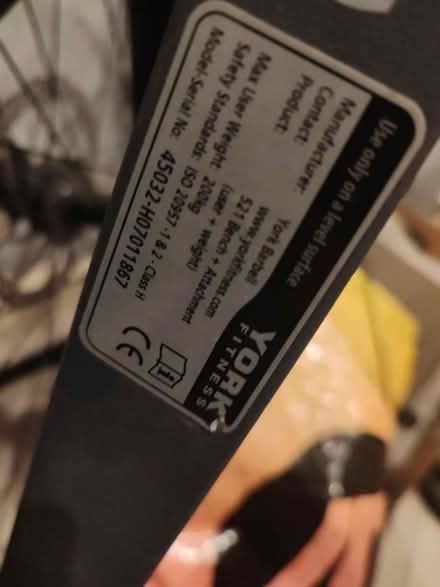 Use only on a level surface
YORK
FITNESS
Manufacturer: York Barbell
Contact: www.yorkfitness.com
Product: 521 Bench + Attachment
Max User Weight: 200kg (user + weight)
Safety Standards: ISO 20957 -1 & 2 - Class H
Model-Serial No: 45032-H07011867
CE